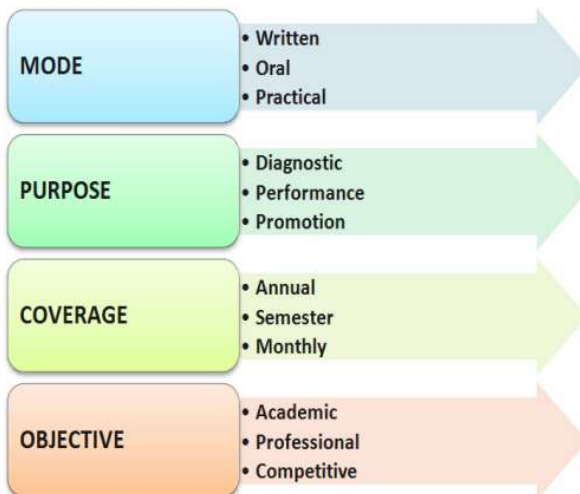 MODE
• Written
• Oral
• Practical
PURPOSE
• Diagnostic
• Performance
• Promotion
COVERAGE
• Annual
• Semester
• Monthly
OBJECTIVE
• Academic
• Professional
• Competitive